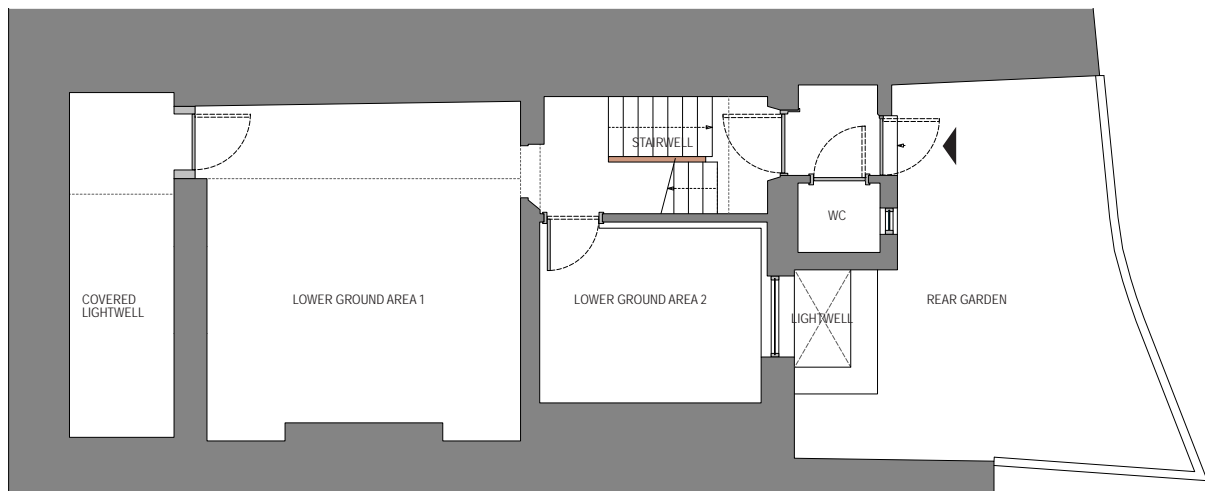 STAIRWELL
WC
COVERED
LIGHTWELL
LOWER GROUND AREA 1
LOWER GROUND AREA 2
REAR GARDEN
LIGHTWELL